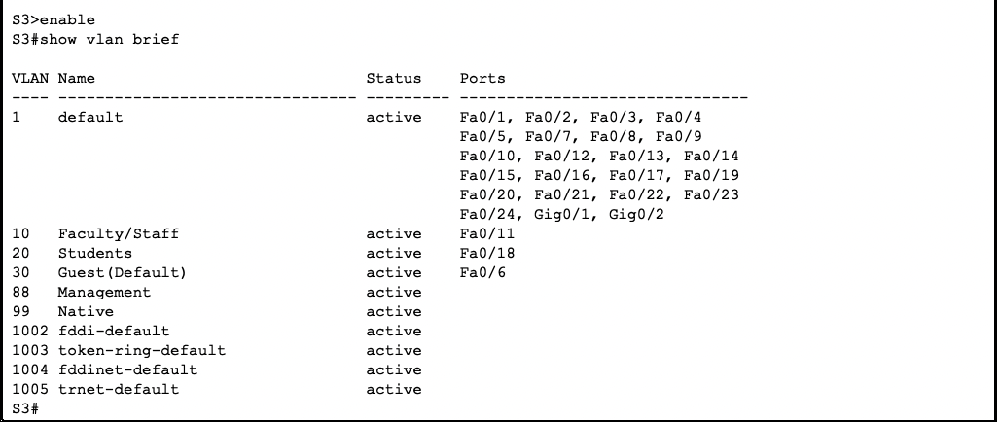 S3>enable
S3#show vlan brief
VLAN Name                             Status    Ports
---- -------------------------------- --------- -------------------------------
1    default                          active    Fa0/1, Fa0/2, Fa0/3, Fa0/4
                                                Fa0/5, Fa0/7, Fa0/8, Fa0/9
                                                Fa0/10, Fa0/12, Fa0/13, Fa0/14
                                                Fa0/15, Fa0/16, Fa0/17, Fa0/19
                                                Fa0/20, Fa0/21, Fa0/22, Fa0/23
                                                Fa0/24, Gig0/1, Gig0/2
10   Faculty/Staff                    active    Fa0/11
20   Students                         active    Fa0/18
30   Guest(Default)                   active    Fa0/6
88   Management                       active
99   Native                           active
1002 fddi-default                     active
1003 token-ring-default               active
1004 fddinet-default                  active
1005 trnet-default                    active
S3#